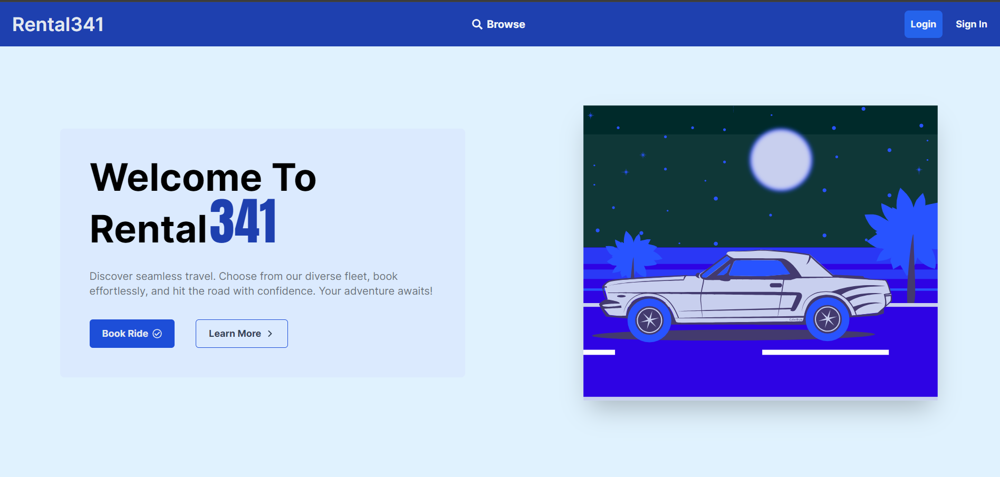 Rental341
Browse
Login
Sign In
Welcome To
Rental341
Discover seamless travel. Choose from our diverse fleet, book
effortlessly, and hit the road with confidence. Your adventure awaits!
Book Ride
Learn More